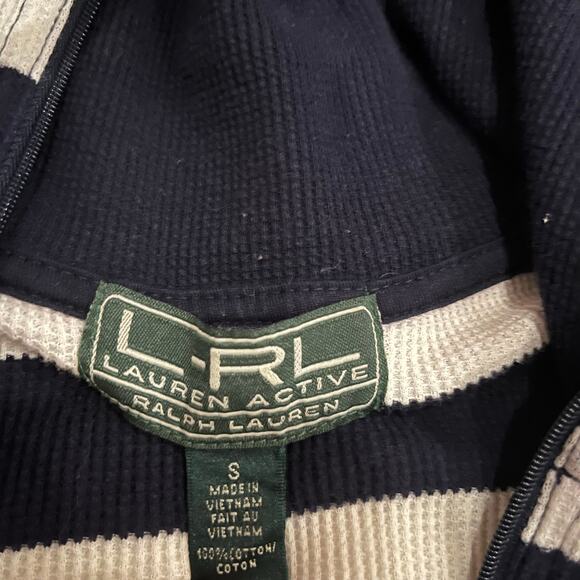 L-RL
LAUREN ACTIVE
RALPH LAUREN
S
MADE IN
VIETNAM
FAIT AU
VIETNAM
100%COTTON/
COTON